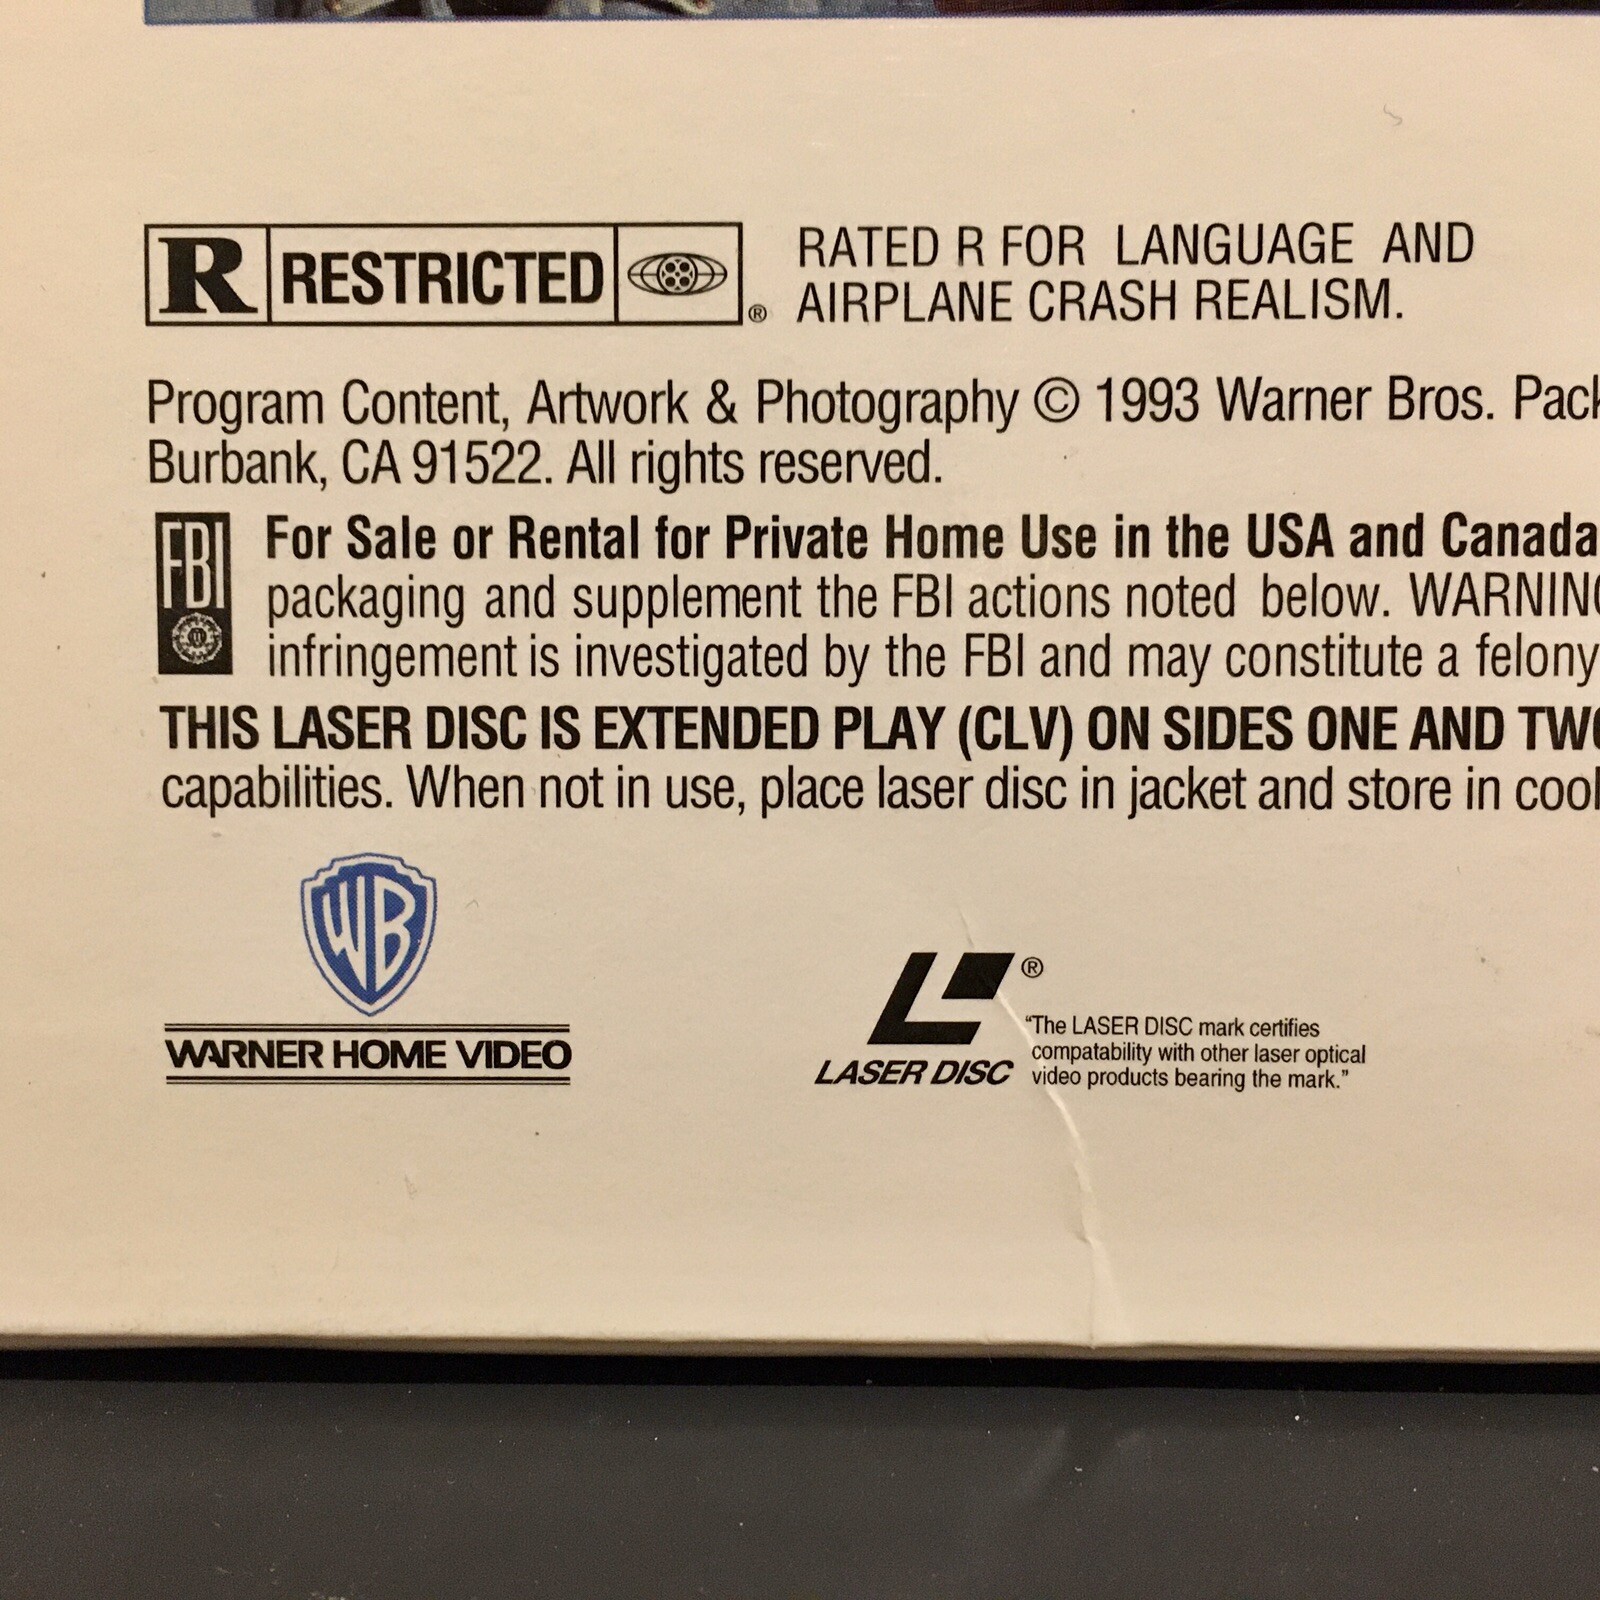 R RESTRICTED ® RATED R FOR LANGUAGE AND
AIRPLANE CRASH REALISM.
Program Content, Artwork & Photography © 1993 Warner Bros.
Burbank, CA 91522. All rights reserved.
FBI For Sale or Rental for Private Home Use in the USA and Canada
packaging and supplement the FBI actions noted below.
infringement is investigated by the FBI and may constitute a felony
THIS LASER DISC IS EXTENDED PLAY (CLV) ON SIDES ONE AND
capabilities. When not in use, place laser disc in jacket and store in cool
WB
WARNER HOME VIDEO
®
LASER DISC
"The LASER DISC mark certifies
compatability with other laser optical
video products bearing the mark."